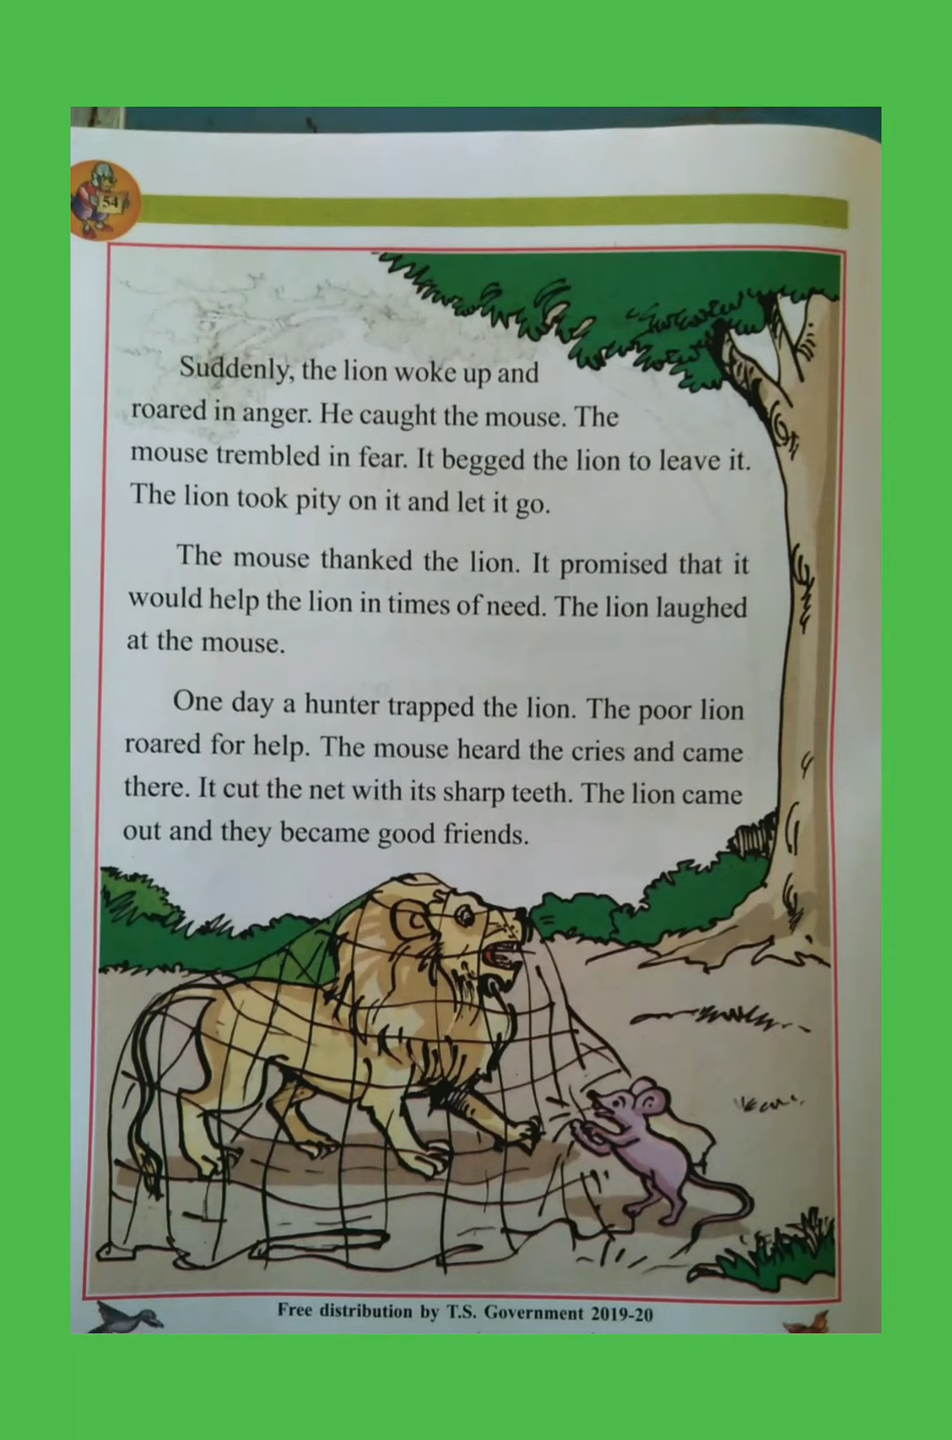 54
Suddenly, the lion woke up and
roared in anger. He caught the mouse. The
mouse trembled in fear. It begged the lion to leave it.
The lion took pity on it and let it go.
The mouse thanked the lion. It promised that it
would help the lion in times of need. The lion laughed
at the mouse.
One day a hunter trapped the lion. The poor lion
roared for help. The mouse heard the cries and came
there. It cut the net with its sharp teeth. The lion came
out and they became good friends.
Free distribution by T.S. Government 2019-20